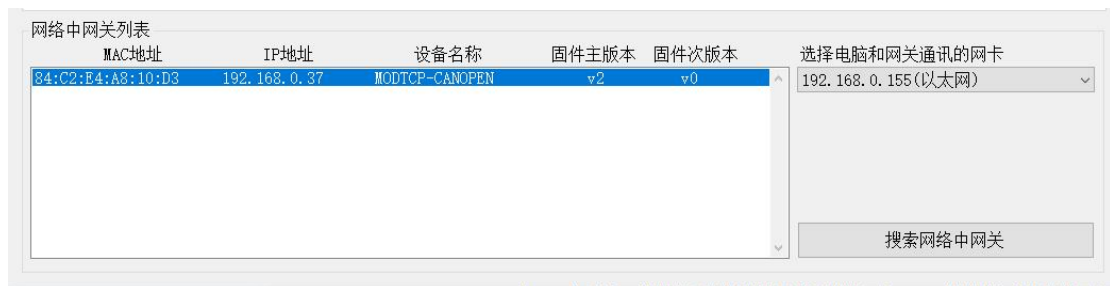 网络中网关列表
MAC地址 IP地址 设备名称 固件主版本 固件次版本 选择电脑和网关通讯的网卡
84:C2:E4:A8:10:D3 192.168.0.37 MODTCP-CANOPEN v2 v0 192.168.0.155(以太网)
搜索网络中网关